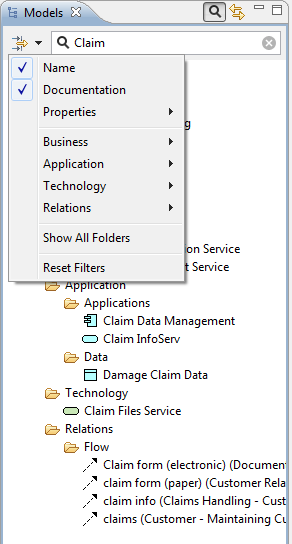 Models
Claim
Name
Documentation
Properties
Business
Application
Technology
Relations
Show All Folders
Reset Filters
Service
Service
Application
Applications
Claim Data Management
Claim InfoServ
Data
Damage Claim Data
Technology
Claim Files Service
Relations
Flow
Claim form (electronic) (Documen
claim form (paper) (Customer Rela
claim info (Claims Handling - Cust
claims (Customer - Maintaining Cu